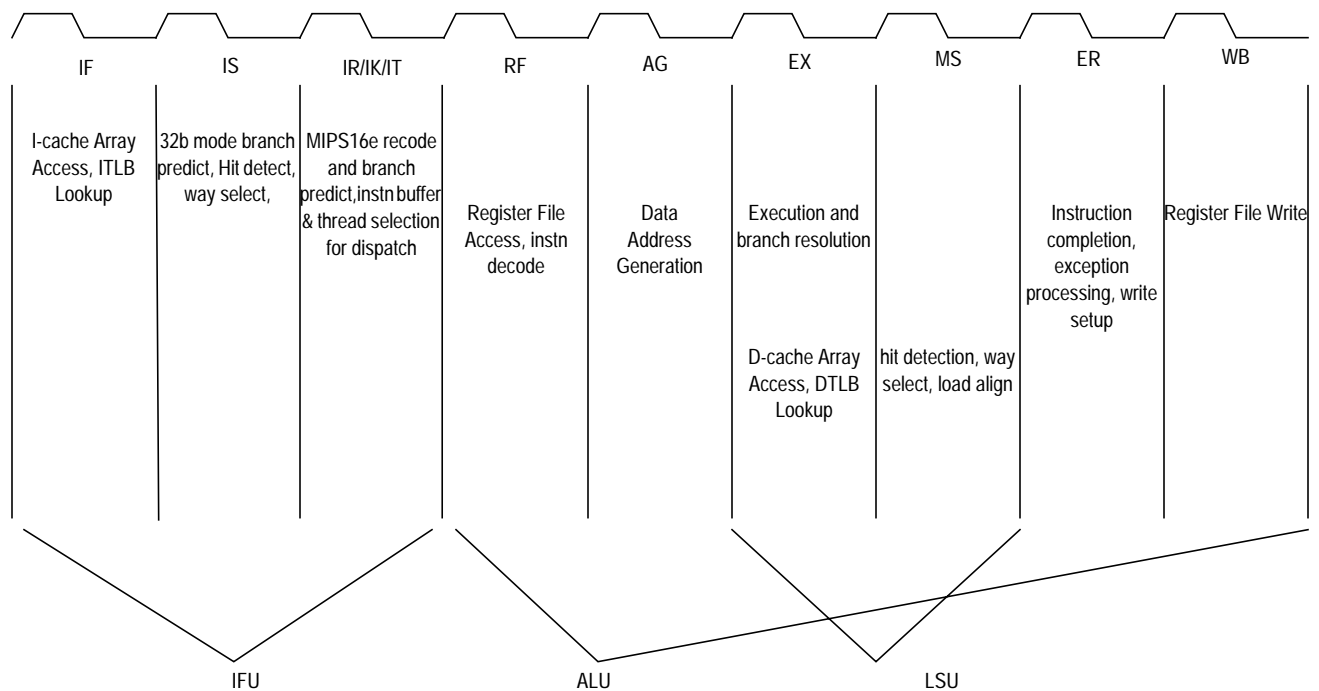 IF
IS
IR/IK/IT
RF
AG
EX
MS
ER
WB
I-cache Array
Access, ITLB
Lookup
32b mode branch
predict, Hit detect,
way select,
MIPS16e recode
and branch
predict,instn buffer
& thread selection
for dispatch
Register File
Access, instn
decode
Data
Address
Generation
Execution and
branch resolution
D-cache Array
Access, DTLB
Lookup
hit detection, way
select, load align
Instruction
completion,
exception
processing, write
setup
Register File Write
IFU
ALU
LSU